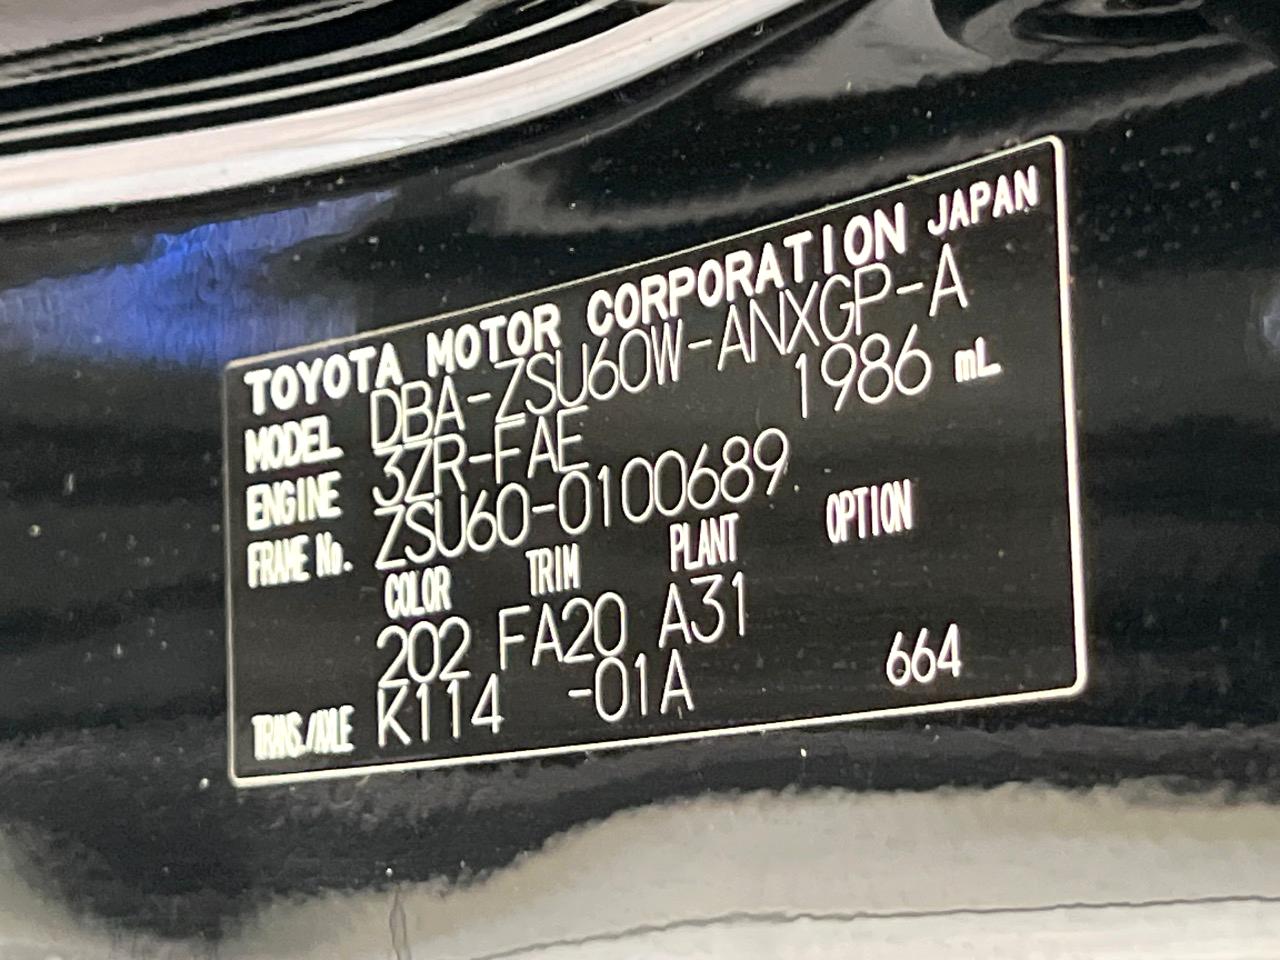 TOYOTA MOTOR CORPORATION JAPAN
MODEL DBA-ZSU60W-ANXGP-A
ENGINE 3ZR-FAE 1986 mL
FRAME No. ZSU60-0100689
COLOR TRIM PLANT OPTION
202 FA20 A31
TRANS./AXLE K114 -01A 664